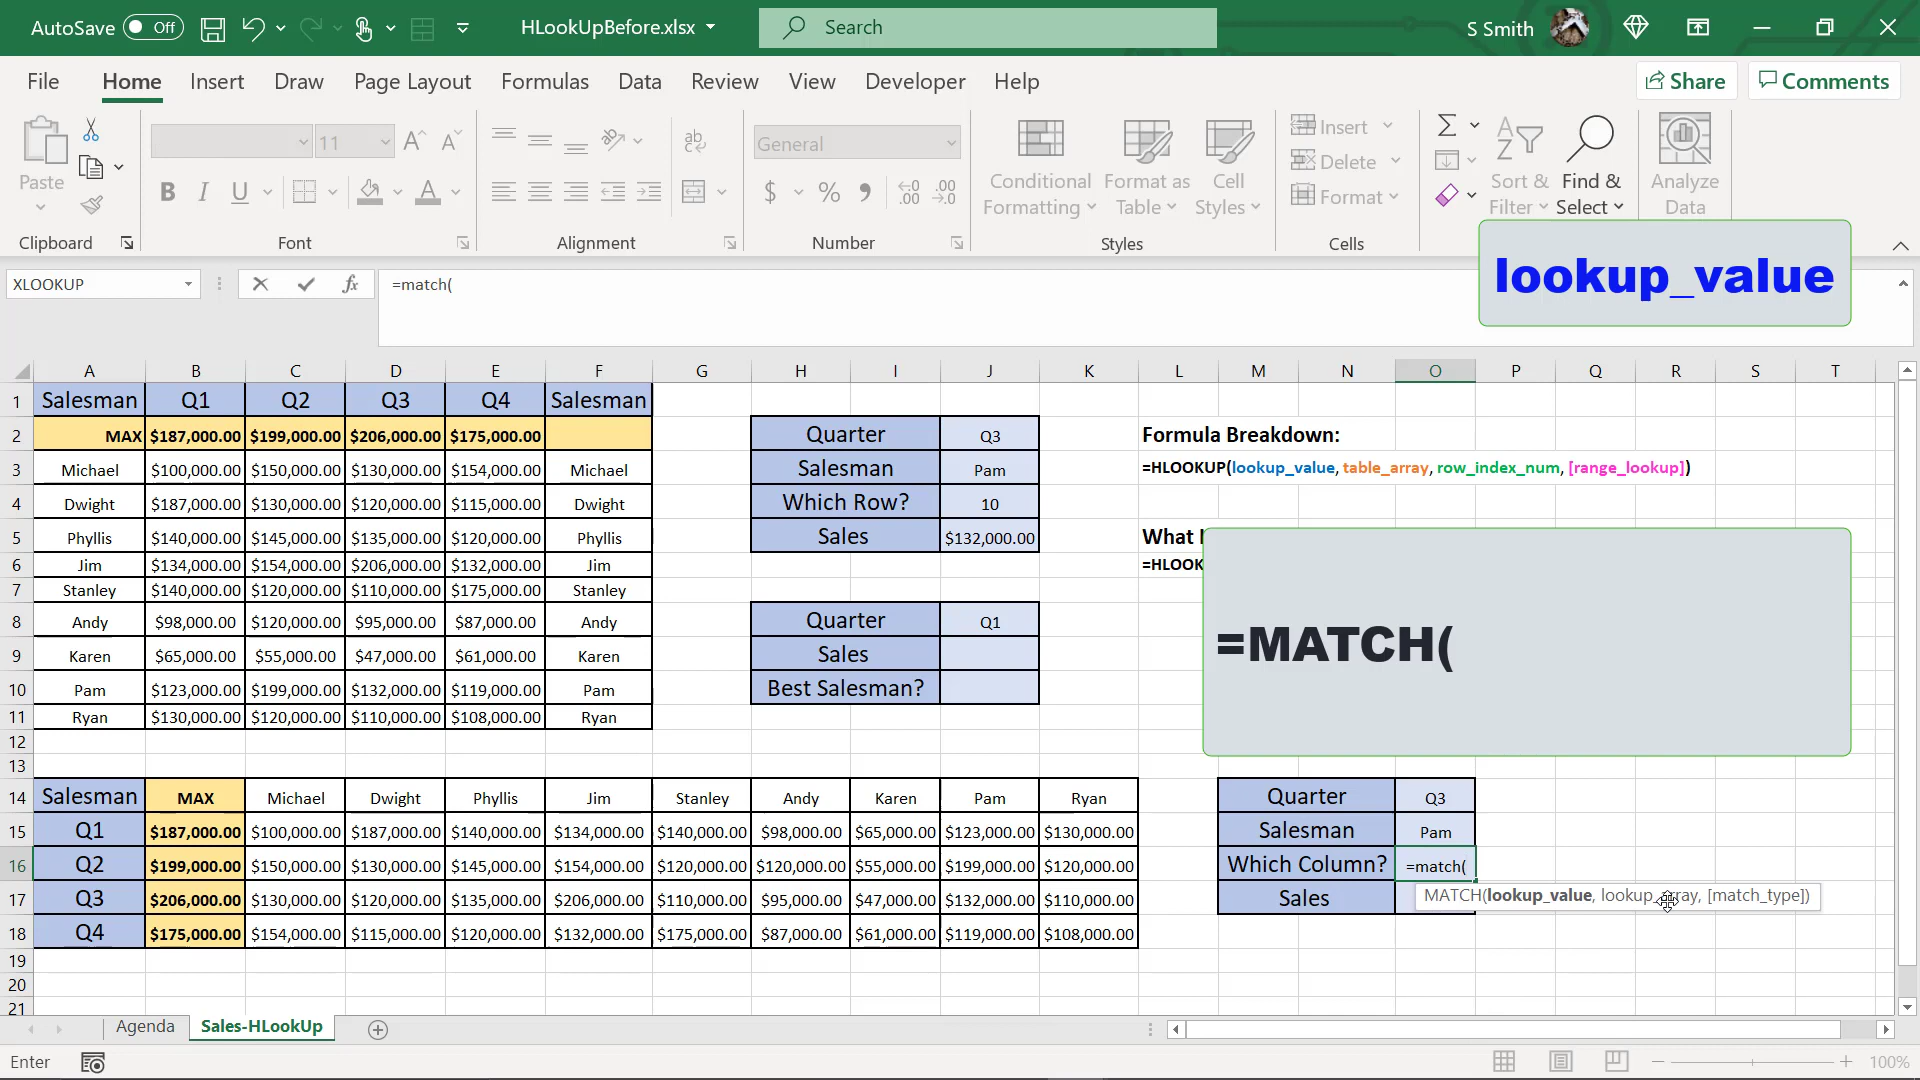 AutoSave Off HLookUpBefore.xlsx Search S Smith
File Home Insert Draw Page Layout Formulas Data Review View Developer Help Share Comments
Paste 11 General Conditional Formatting Format as Table Cell Styles Insert Delete Format Sort & Filter Find & Select Analyze Data
Clipboard Font Alignment Number Styles Cells
lookup_value
XLOOKUP fx =match(
A B C D E F G H I J K L M N O P Q R S T
1 Salesman Q1 Q2 Q3 Q4 Salesman
2 MAX $187,000.00 $199,000.00 $206,000.00 $175,000.00 Quarter Q3 Formula Breakdown:
3 Michael $100,000.00 $150,000.00 $130,000.00 $154,000.00 Michael Salesman Pam =HLOOKUP(lookup_value, table_array, row_index_num, [range_lookup])
4 Dwight $187,000.00 $130,000.00 $120,000.00 $115,000.00 Dwight Which Row? 10
5 Phyllis $140,000.00 $145,000.00 $135,000.00 $120,000.00 Phyllis Sales $132,000.00 What
6 Jim $134,000.00 $154,000.00 $206,000.00 $132,000.00 Jim =HLOOK
7 Stanley $140,000.00 $120,000.00 $110,000.00 $175,000.00 Stanley
8 Andy $98,000.00 $120,000.00 $95,000.00 $87,000.00 Andy Quarter Q1
=MATCH(
9 Karen $65,000.00 $55,000.00 $47,000.00 $61,000.00 Karen Sales
10 Pam $123,000.00 $199,000.00 $132,000.00 $119,000.00 Pam Best Salesman?
11 Ryan $130,000.00 $120,000.00 $110,000.00 $108,000.00 Ryan
12
13
14 Salesman MAX Michael Dwight Phyllis Jim Stanley Andy Karen Pam Ryan Quarter Q3
15 Q1 $187,000.00 $100,000.00 $187,000.00 $140,000.00 $134,000.00 $140,000.00 $98,000.00 $65,000.00 $123,000.00 $130,000.00 Salesman Pam
16 Q2 $199,000.00 $150,000.00 $130,000.00 $145,000.00 $154,000.00 $120,000.00 $120,000.00 $55,000.00 $199,000.00 $120,000.00 Which Column? =match(
17 Q3 $206,000.00 $130,000.00 $120,000.00 $135,000.00 $206,000.00 $110,000.00 $95,000.00 $47,000.00 $132,000.00 $110,000.00 Sales MATCH(lookup_value, lookup_array, [match_type])
18 Q4 $175,000.00 $154,000.00 $115,000.00 $120,000.00 $132,000.00 $175,000.00 $87,000.00 $61,000.00 $119,000.00 $108,000.00
19
20
21
Agenda Sales-HLookUp
Enter 100%